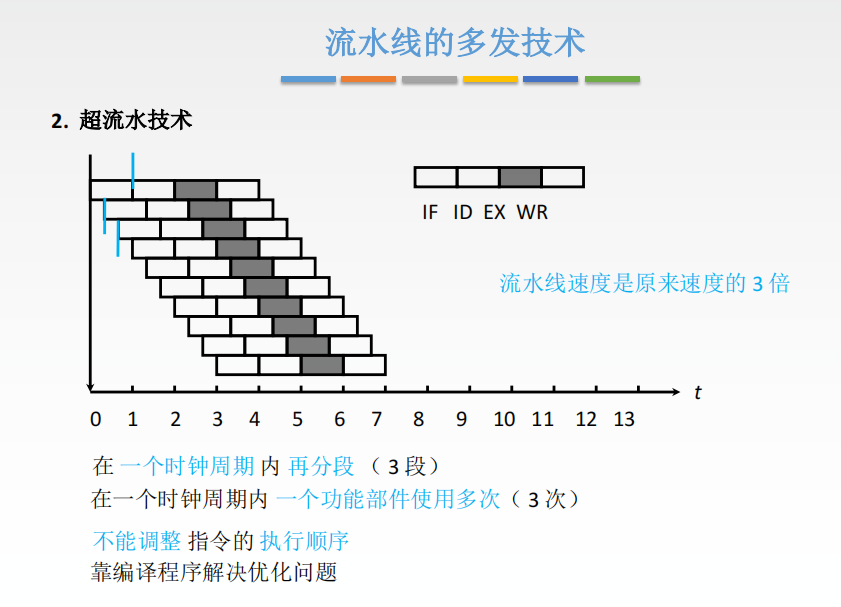 流水线的多发技术
2. 超流水技术
IF ID EX WR
流水线速度是原来速度的 3 倍
t
0 1 2 3 4 5 6 7 8 9 10 11 12 13
在 一个时钟周期 内 再分段 （ 3 段）
在一个时钟周期内 一个功能部件使用多次（ 3 次）
不能调整 指令的 执行顺序
靠编译程序解决优化问题